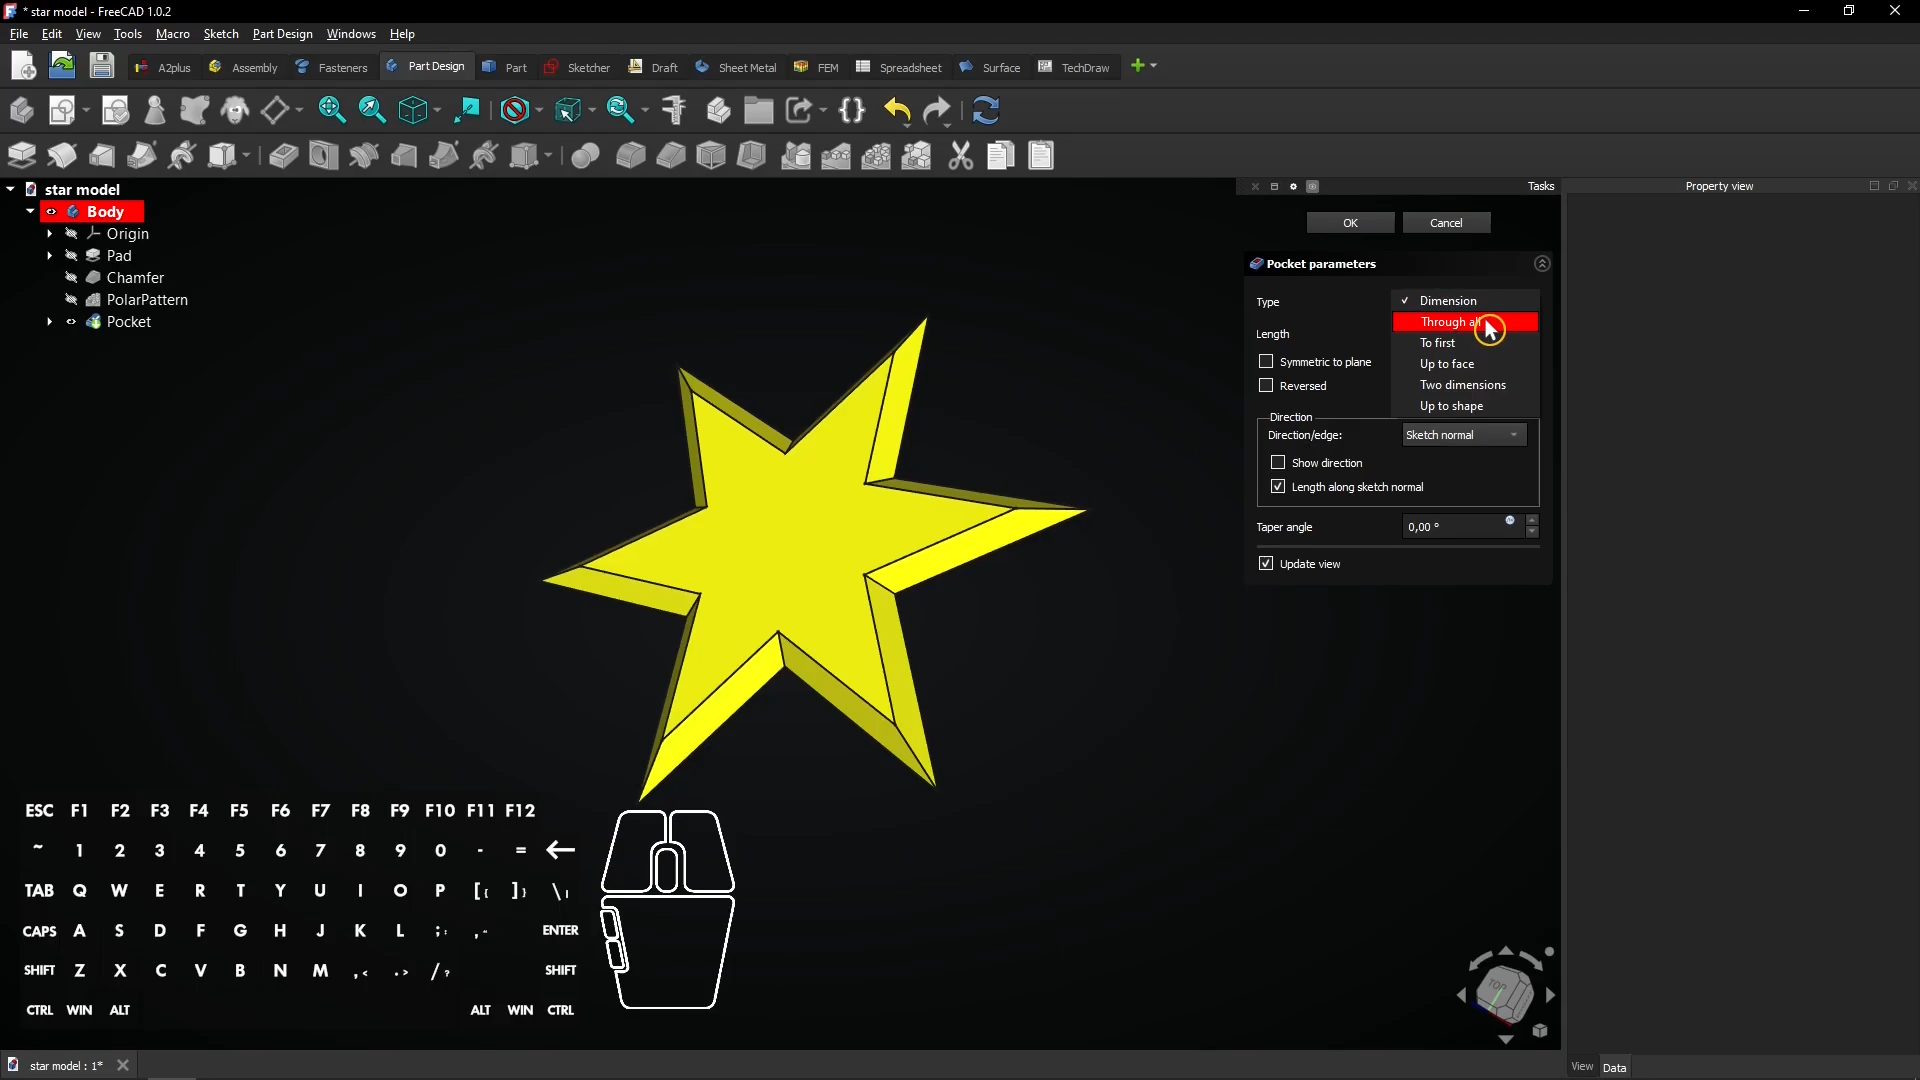 * star model - FreeCAD 1.0.2
File Edit View Tools Macro Sketch Part Design Windows Help
A2plus Assembly Fasteners Part Design Part Sketcher Draft Sheet Metal FEM Spreadsheet Surface TechDraw
star model
Body
Origin
Pad
Chamfer
PolarPattern
Pocket
Tasks
OK Cancel
Pocket parameters
Type
Dimension
Through all
Length
To first
Symmetric to plane
Up to face
Reversed
Two dimensions
Up to shape
Direction
Direction/edge: Sketch normal
Show direction
Length along sketch normal
Taper angle 0,00 °
Update view
Property view
ESC F1 F2 F3 F4 F5 F6 F7 F8 F9 F10 F11 F12
~ 1 2 3 4 5 6 7 8 9 0 - = ←
TAB Q W E R T Y U I O P [{ ]} \|
CAPS A S D F G H J K L ;: ," ENTER
SHIFT Z X C V B N M ,< .> /? SHIFT
CTRL WIN ALT ALT WIN CTRL
TOP
star model : 1*
View Data